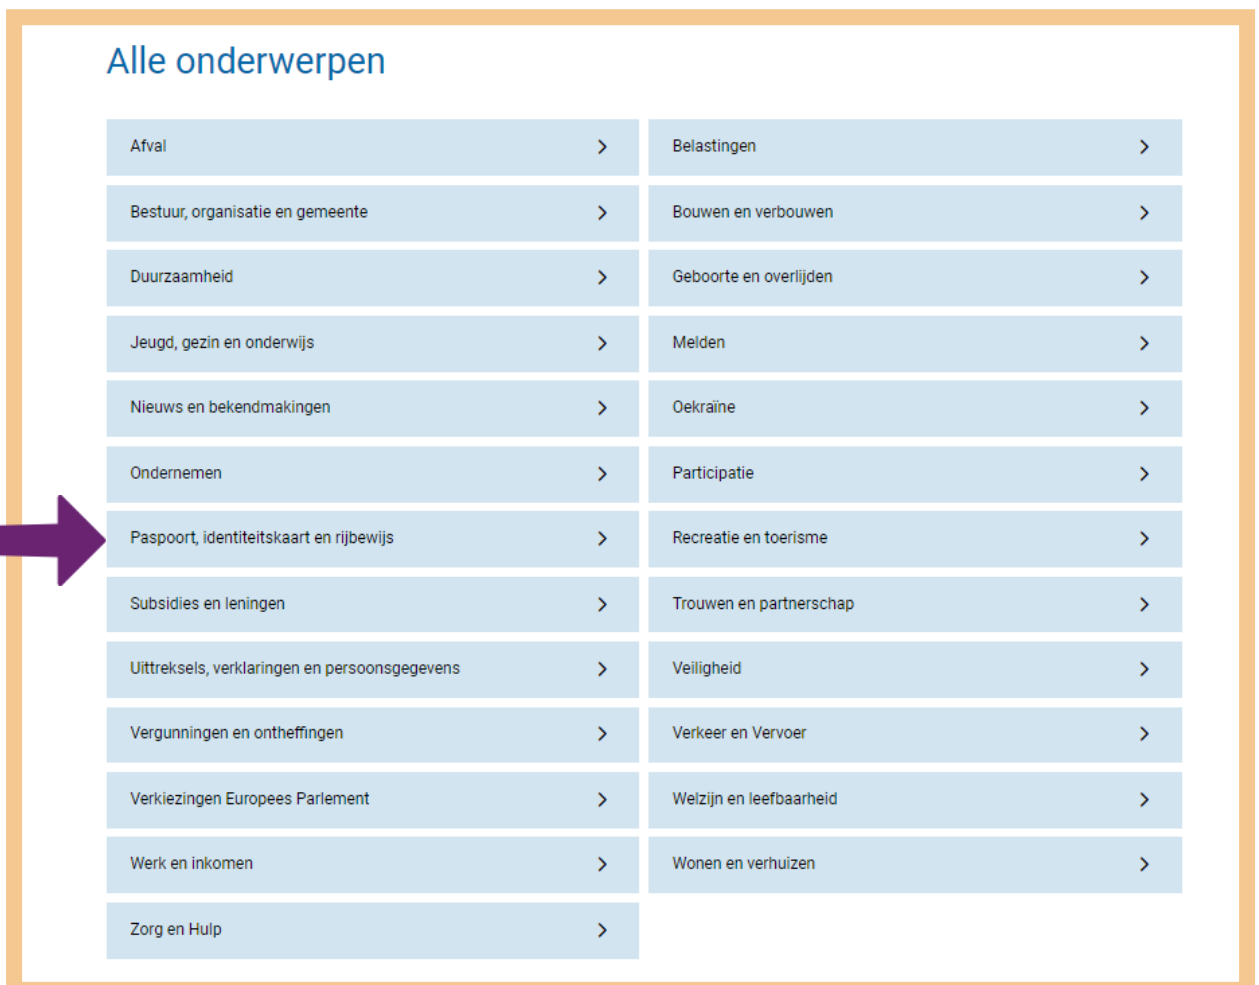 Alle onderwerpen
Afval
Belastingen
Bestuur, organisatie en gemeente
Bouwen en verbouwen
Duurzaamheid
Geboorte en overlijden
Jeugd, gezin en onderwijs
Melden
Nieuws en bekendmakingen
Oekraïne
Ondernemen
Participatie
Paspoort, identiteitskaart en rijbewijs
Recreatie en toerisme
Subsidies en leningen
Trouwen en partnerschap
Uittreksels, verklaringen en persoonsgegevens
Veiligheid
Vergunningen en ontheffingen
Verkeer en Vervoer
Verkiezingen Europees Parlement
Welzijn en leefbaarheid
Werk en inkomen
Wonen en verhuizen
Zorg en Hulp